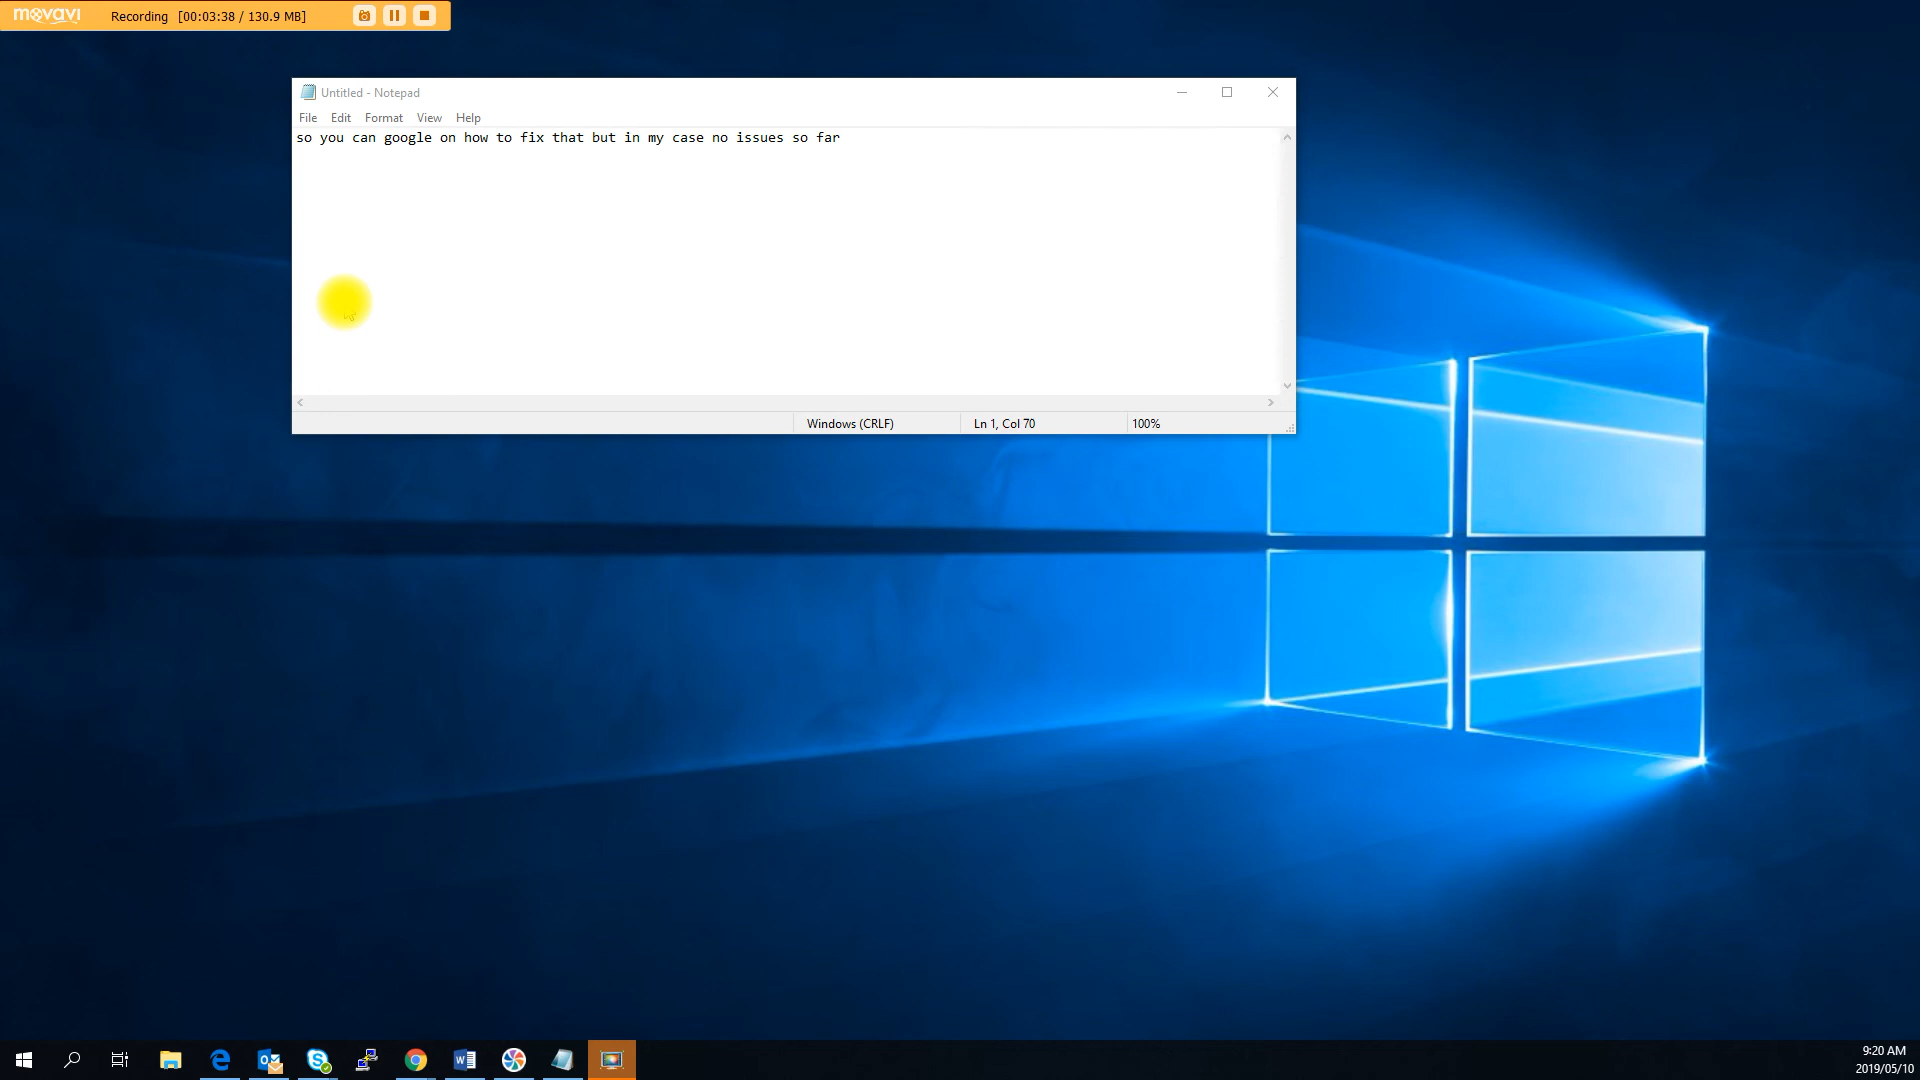 movavi Recording [00:03:38 / 130.9 MB]
Untitled - Notepad
File Edit Format View Help
so you can google on how to fix that but in my case no issues so far
Windows (CRLF) Ln 1, Col 70 100%
9:20 AM
2019/05/10